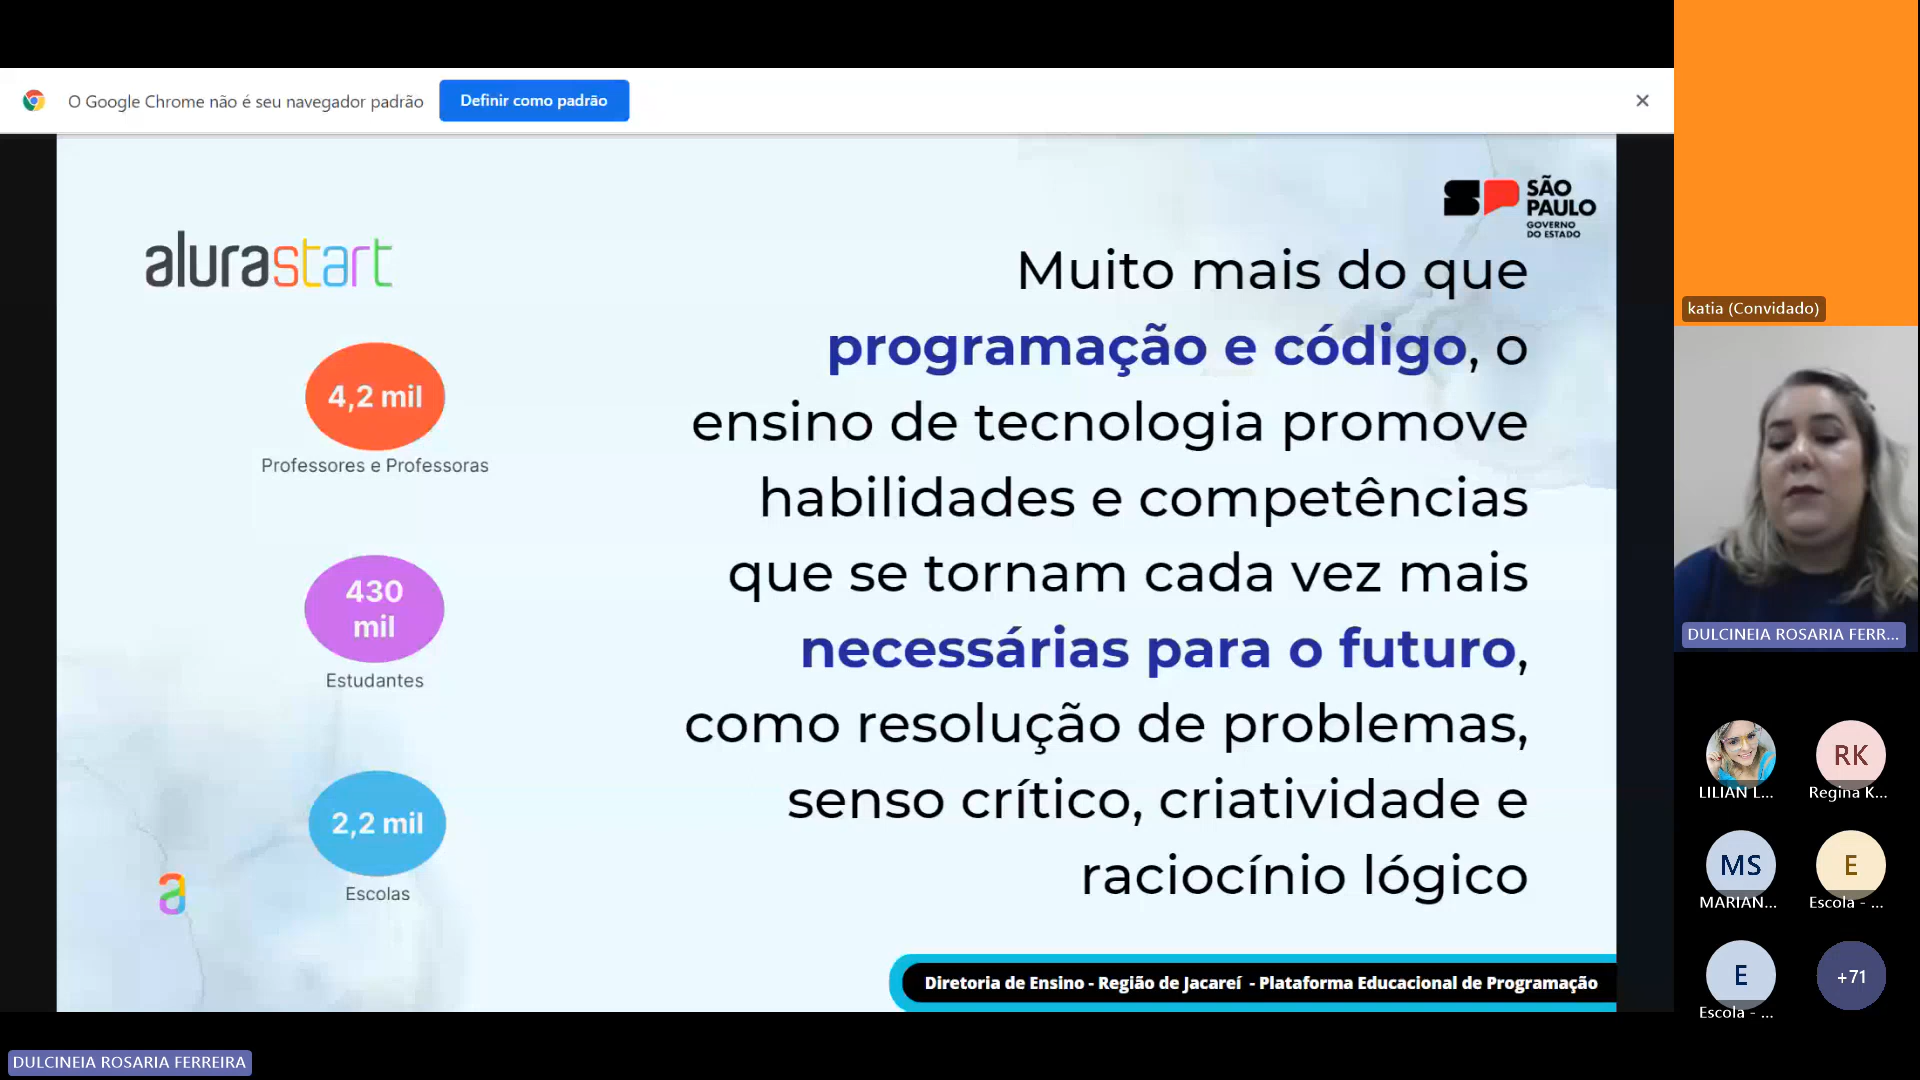 O Google Chrome não é seu navegador padrão
Definir como padrão
alurastart
4,2 mil
Professores e Professoras
430
mil
Estudantes
2,2 mil
Escolas
a
SP
SÃO
PAULO
GOVERNO
DO ESTADO
Muito mais do que
programação e código, o
ensino de tecnologia promove
habilidades e competências
que se tornam cada vez mais
necessárias para o futuro,
como resolução de problemas,
senso crítico, criatividade e
raciocínio lógico
Diretoria de Ensino - Região de Jacareí - Plataforma Educacional de Programação
DULCINEIA ROSARIA FERREIRA
katia (Convidado)
DULCINEIA ROSARIA FERR...
LILIAN L...
RK
Regina K...
MS
MARIAN...
E
Escola - ...
E
Escola - ...
+71